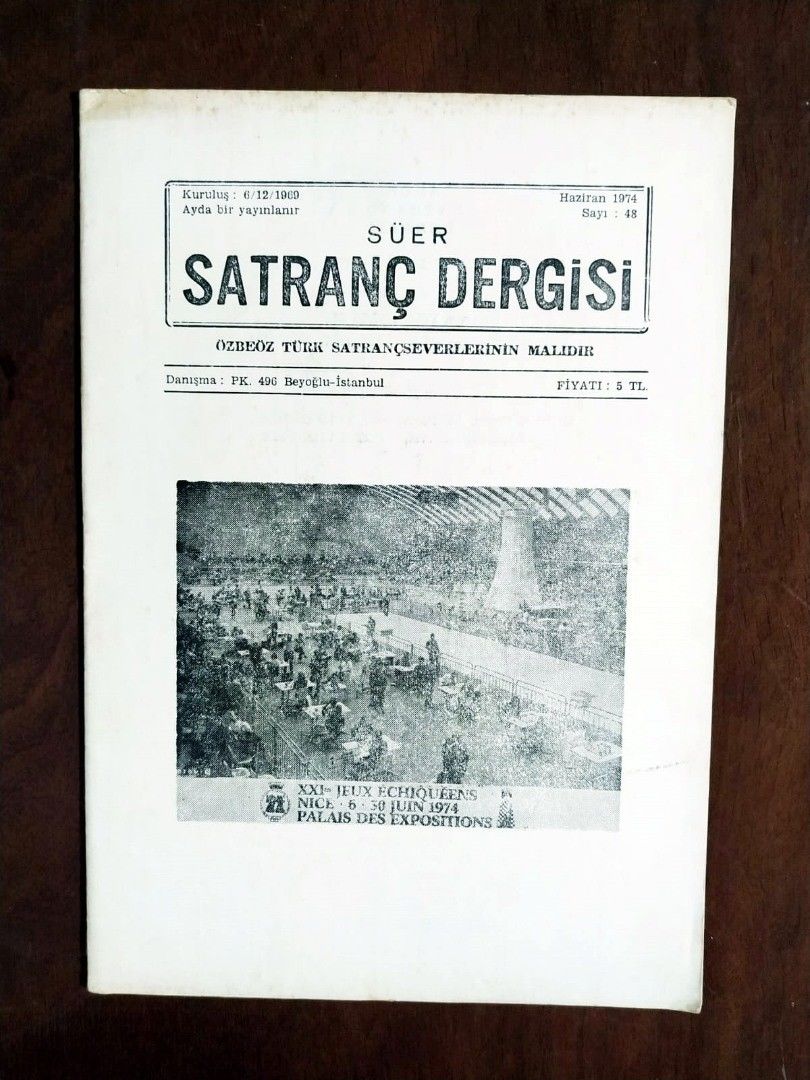 Kuruluş : 6/12/1969
Ayda bir yayınlanır
Haziran 1974
Sayı : 48
SÜER
SATRANÇ DERGİSİ
ÖZBEÖZ TÜRK SATRANÇSEVERLERİNİN MALIDIR
Danışma : PK. 496 Beyoğlu-İstanbul
FİYATI : 5 TL.
XXIes JEUX ECHIQUÉENS
NICE · 6 · 30 JUIN 1974
PALAIS DES EXPOSITIONS